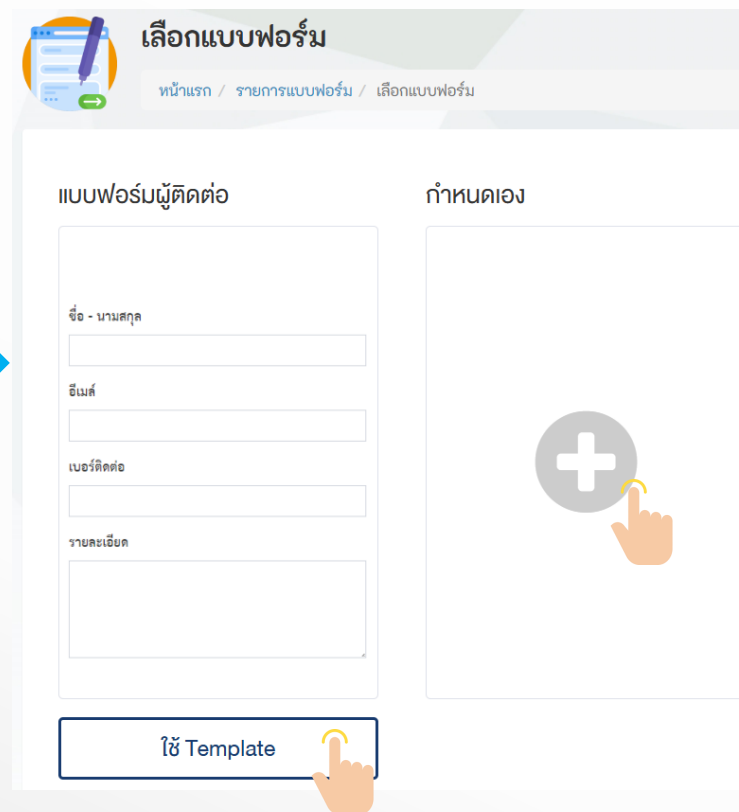 เลือกแบบฟอร์ม
หน้าแรก / รายการแบบฟอร์ม / เลือกแบบฟอร์ม
แบบฟอร์มผู้ติดต่อ
ชื่อ - นามสกุล
อีเมล์
เบอร์ติดต่อ
รายละเอียด
ใช้ Template
กำหนดเอง